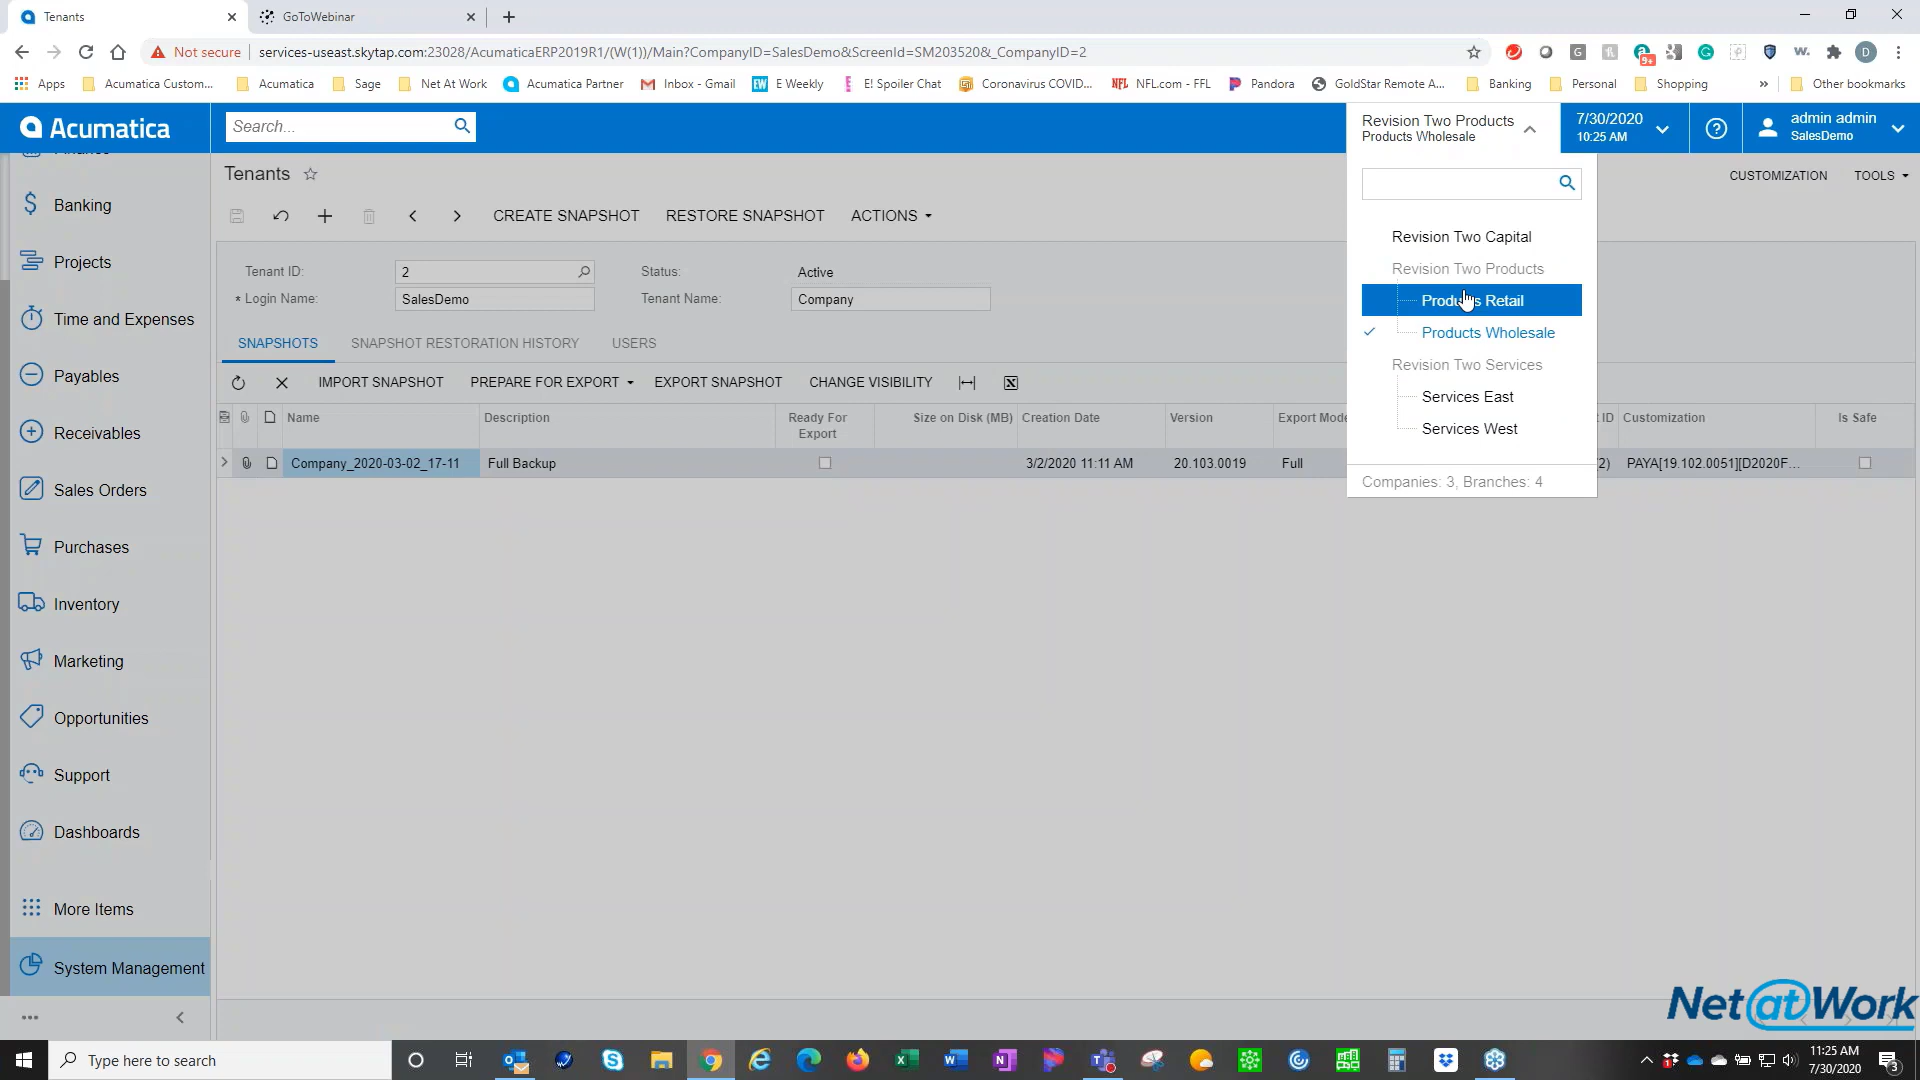 Tenants
GoToWebinar
Not secure
services-useast.skytap.com:23028/AcumaticaERP2019R1/(W(1))/Main?CompanyID=SalesDemo&ScreenId=SM203520&_CompanyID=2
9+
D
Apps
Acumatica Custom...
Acumatica
Sage
Net At Work
Acumatica Partner
Inbox - Gmail
EW
E Weekly
E! Spoiler Chat
Coronavirus COVID...
NFL
NFL.com - FFL
Pandora
GoldStar Remote A...
Banking
Personal
Shopping
Other bookmarks
Acumatica
Search...
Revision Two Products
Products Wholesale
7/30/2020
10:25 AM
admin admin
SalesDemo
Tenants
CUSTOMIZATION
TOOLS
CREATE SNAPSHOT
RESTORE SNAPSHOT
ACTIONS
Tenant ID:
2
Status:
Active
* Login Name:
SalesDemo
Tenant Name:
Company
SNAPSHOTS
SNAPSHOT RESTORATION HISTORY
USERS
IMPORT SNAPSHOT
PREPARE FOR EXPORT
EXPORT SNAPSHOT
CHANGE VISIBILITY
Name
Description
Ready For
Export
Size on Disk (MB)
Creation Date
Version
Export Mode
ID
Customization
Is Safe
Company_2020-03-02_17-11
Full Backup
3/2/2020 11:11 AM
20.103.0019
Full
2)
PAYA[19.102.0051][D2020F...
Revision Two Capital
Revision Two Products
Products Retail
Products Wholesale
Revision Two Services
Services East
Services West
Companies: 3, Branches: 4
Banking
Projects
Time and Expenses
Payables
Receivables
Sales Orders
Purchases
Inventory
Marketing
Opportunities
Support
Dashboards
More Items
System Management
Net at Work
Type here to search
11:25 AM
7/30/2020
3